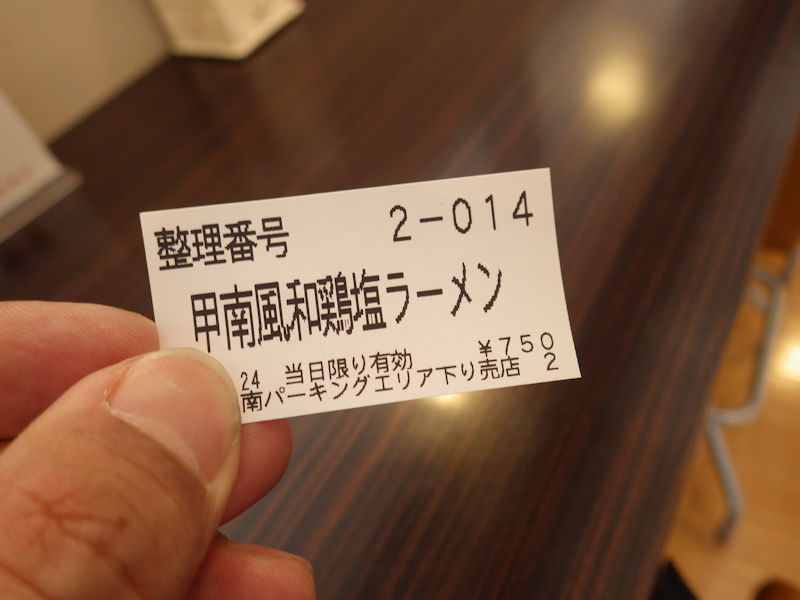 整理番号 2-014
甲南風和鶏塩ラーメン
¥750
24 当日限り有効
南パーキングエリア下り売店 2